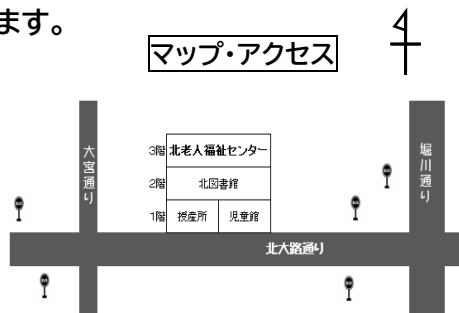 ます。
マップ・アクセス
大宮通り
堀川通り
3階 北老人福祉センター
2階 北図書館
1階 授産所 児童館
北大路通り